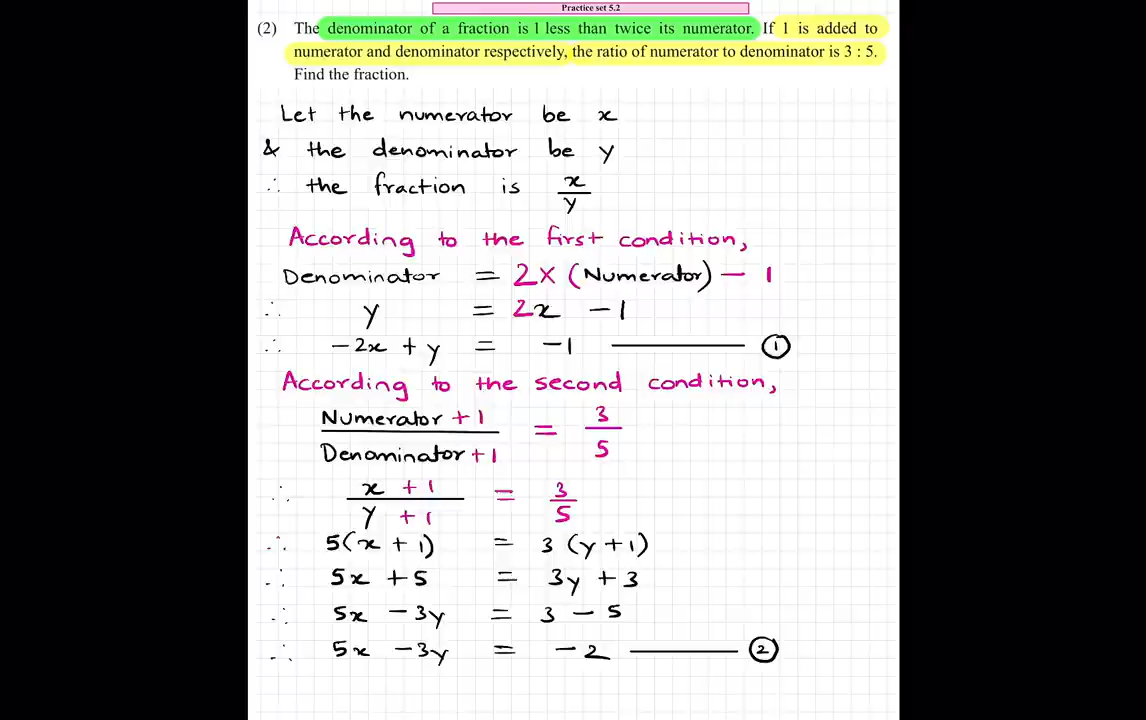 Practice set 5.2
(2) The denominator of a fraction is 1 less than twice its numerator. If 1 is added to
numerator and denominator respectively, the ratio of numerator to denominator is 3 : 5.
Find the fraction.
Let the numerator be x
& the denominator be y
∴ the fraction is x/y
According to the first condition,
Denominator = 2 × (Numerator) - 1
∴ y = 2x - 1
∴ -2x + y = -1 ——— ①
According to the second condition,
Numerator + 1 / Denominator + 1 = 3/5
∴ x + 1 / y + 1 = 3/5
∴ 5(x + 1) = 3 (y + 1)
∴ 5x + 5 = 3y + 3
∴ 5x - 3y = 3 - 5
∴ 5x - 3y = -2 ——— ②